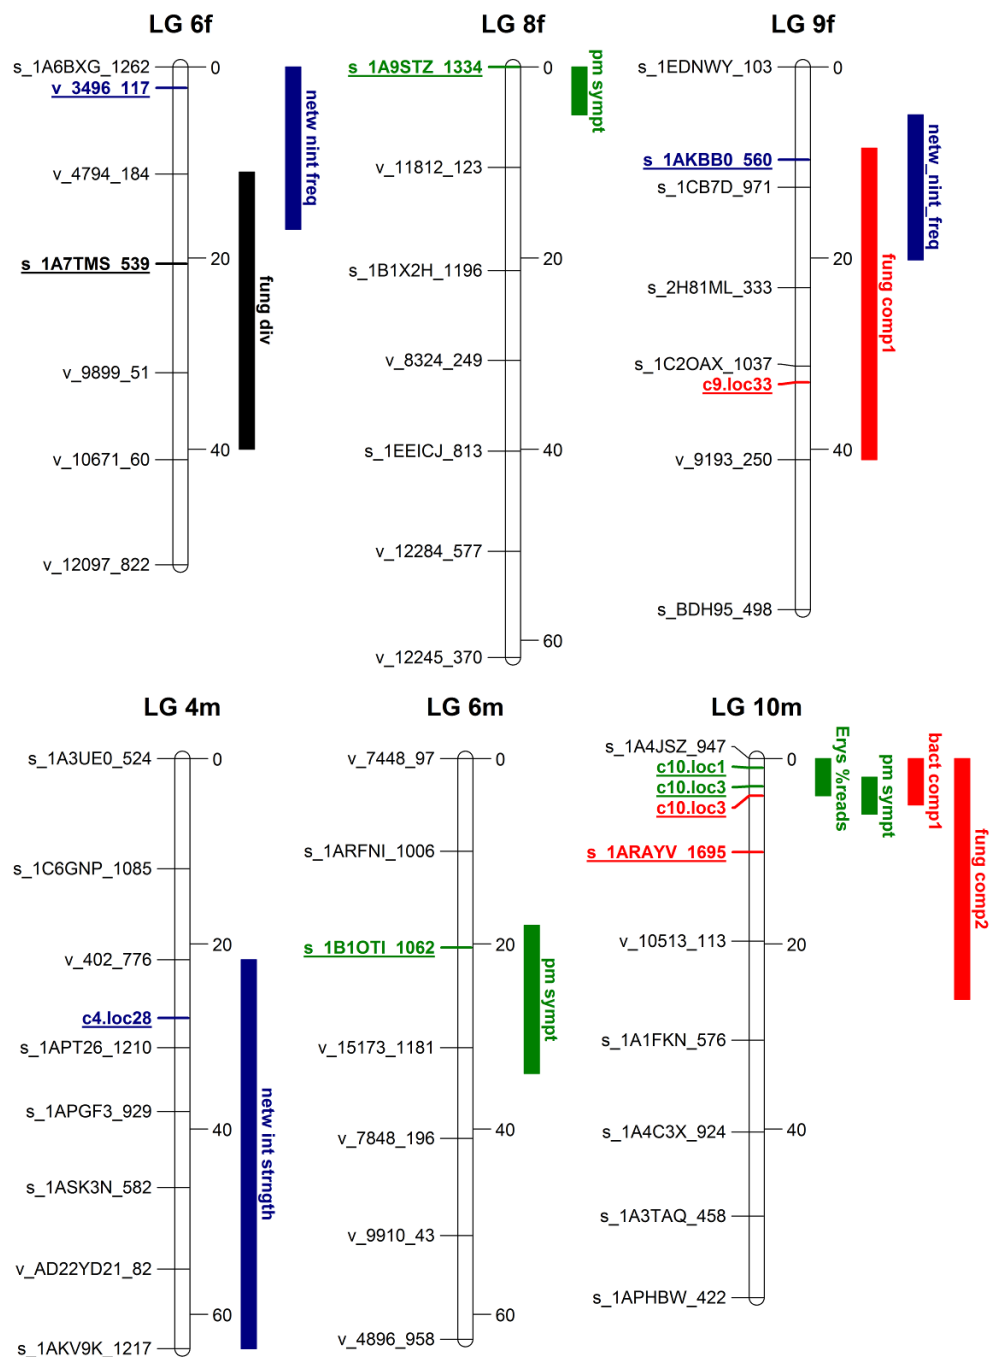 LG 6f
s_1A6BXG_1262
v_3496_117
v_4794_184
s_1A7TMS_539
v_9899_51
v_10671_60
v_12097_822
0
20
40
netw nint freq
fung div
LG 8f
s_1A9STZ_1334
v_11812_123
s_1B1X2H_1196
v_8324_249
s_1EEICJ_813
v_12284_577
v_12245_370
0
20
40
60
pm sympt
LG 9f
s_1EDNWY_103
s_1AKBB0_560
s_1CB7D_971
s_2H81ML_333
s_1C2OAX_1037
c9.loc33
v_9193_250
s_BDH95_498
0
20
40
fung comp1
netw_nint_freq
LG 4m
s_1A3UE0_524
s_1C6GNP_1085
v_402_776
c4.loc28
s_1APT26_1210
s_1APGF3_929
s_1ASK3N_582
v_AD22YD21_82
s_1AKV9K_1217
0
20
40
60
netw int strngth
LG 6m
v_7448_97
s_1ARFNI_1006
s_1B1OTI_1062
v_15173_1181
v_7848_196
v_9910_43
v_4896_958
0
20
40
60
pm sympt
LG 10m
s_1A4JSZ_947
c10.loc1
c10.loc3
c10.loc3
s_1ARAYV_1695
v_10513_113
s_1A1FKN_576
s_1A4C3X_924
s_1A3TAQ_458
s_1APHBW_422
0
20
40
Erys %reads
pm sympt
bact comp1
fung comp2